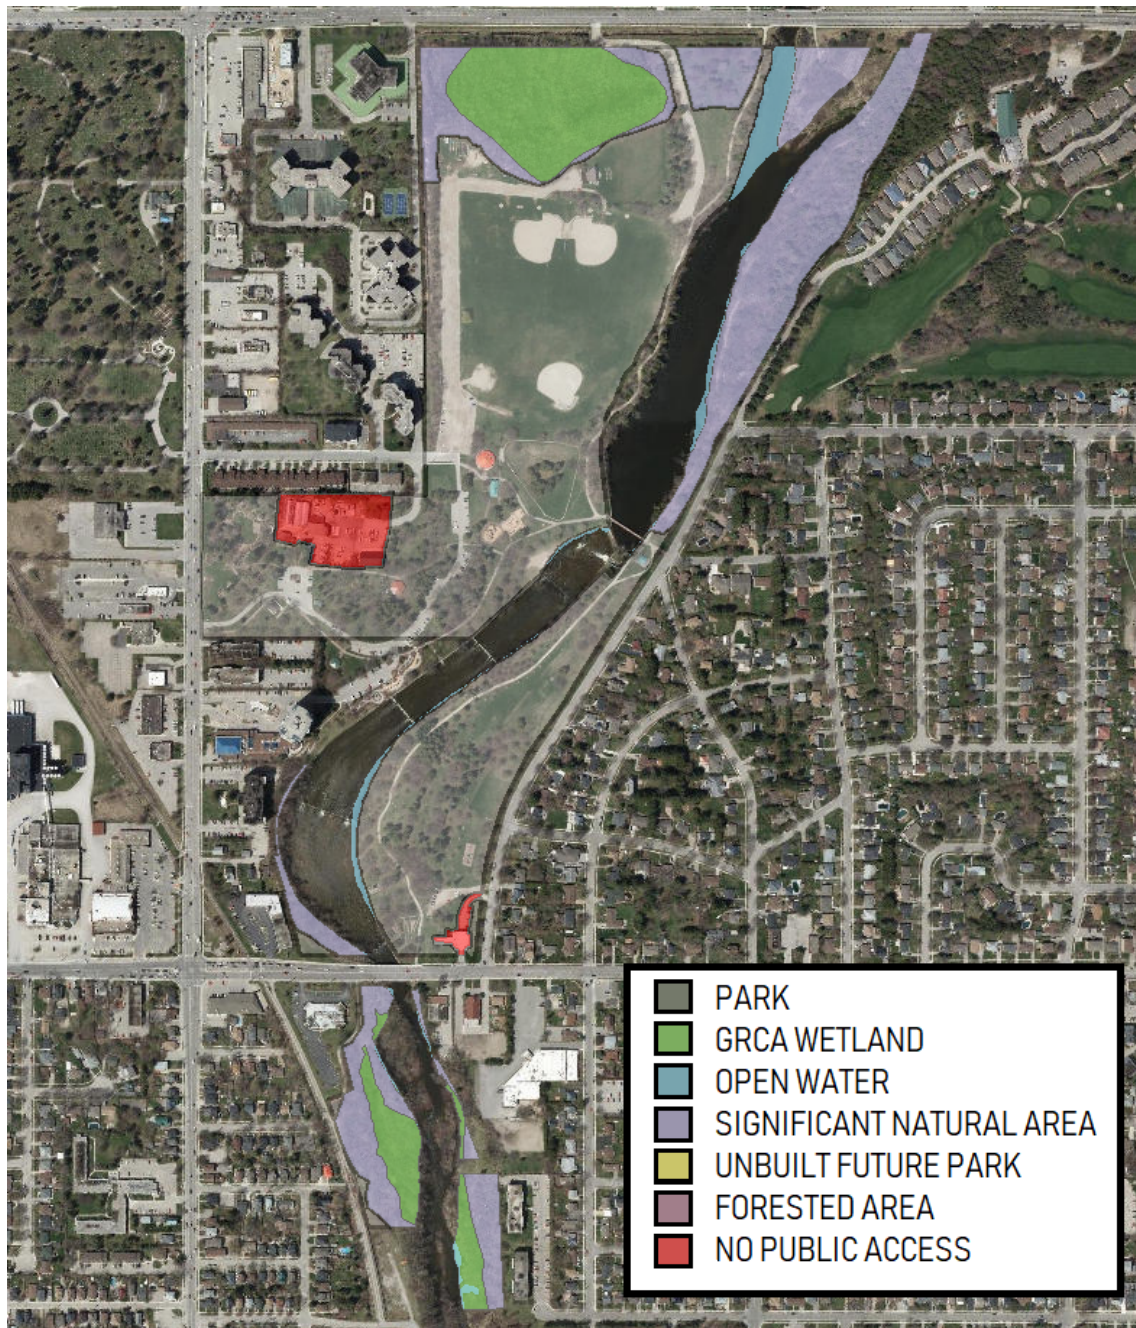 PARK
GRCA WETLAND
OPEN WATER
SIGNIFICANT NATURAL AREA
UNBUILT FUTURE PARK
FORESTED AREA
NO PUBLIC ACCESS